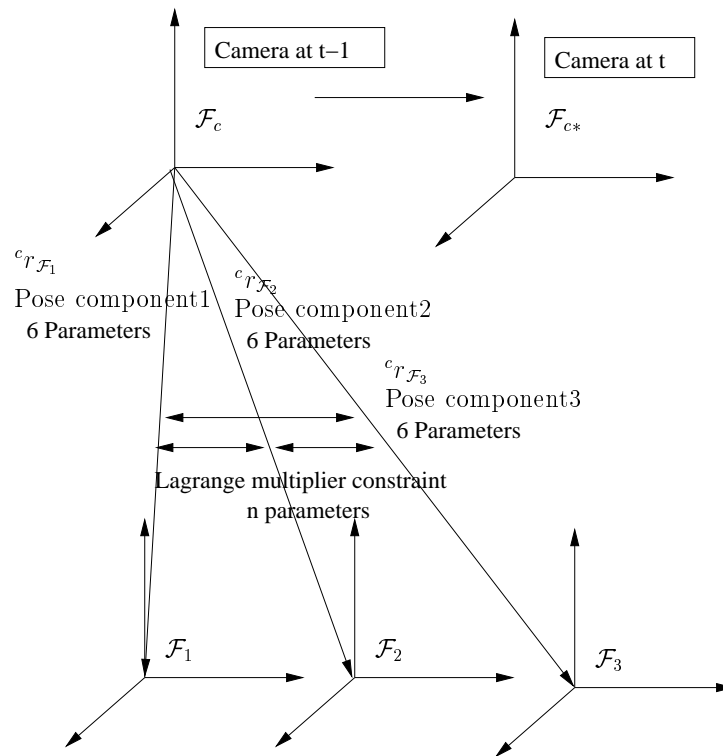 Camera at t–1
Camera at t
𝓕c
𝓕c*
ᶜr𝓕₁
Pose component1
6 Parameters
ᶜr𝓕₂
Pose component2
6 Parameters
ᶜr𝓕₃
Pose component3
6 Parameters
Lagrange multiplier constraint
n parameters
𝓕₁
𝓕₂
𝓕₃